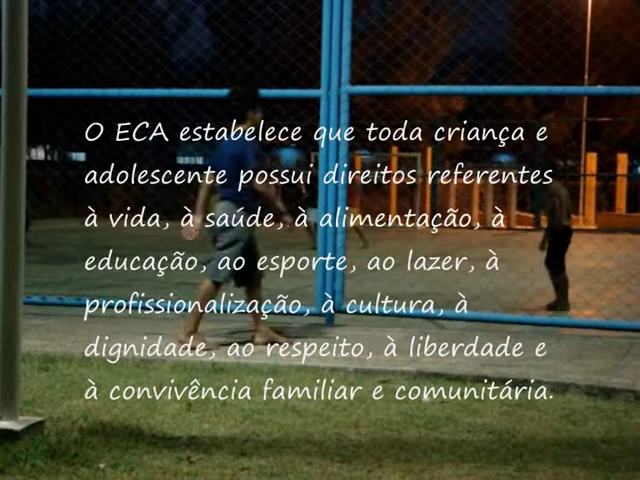 O ECA estabelece que toda criança e
adolescente possui direitos referentes
à vida, à saúde, à alimentação, à
educação, ao esporte, ao lazer, à
profissionalização, à cultura, à
dignidade, ao respeito, à liberdade e
à convivência familiar e comunitária.